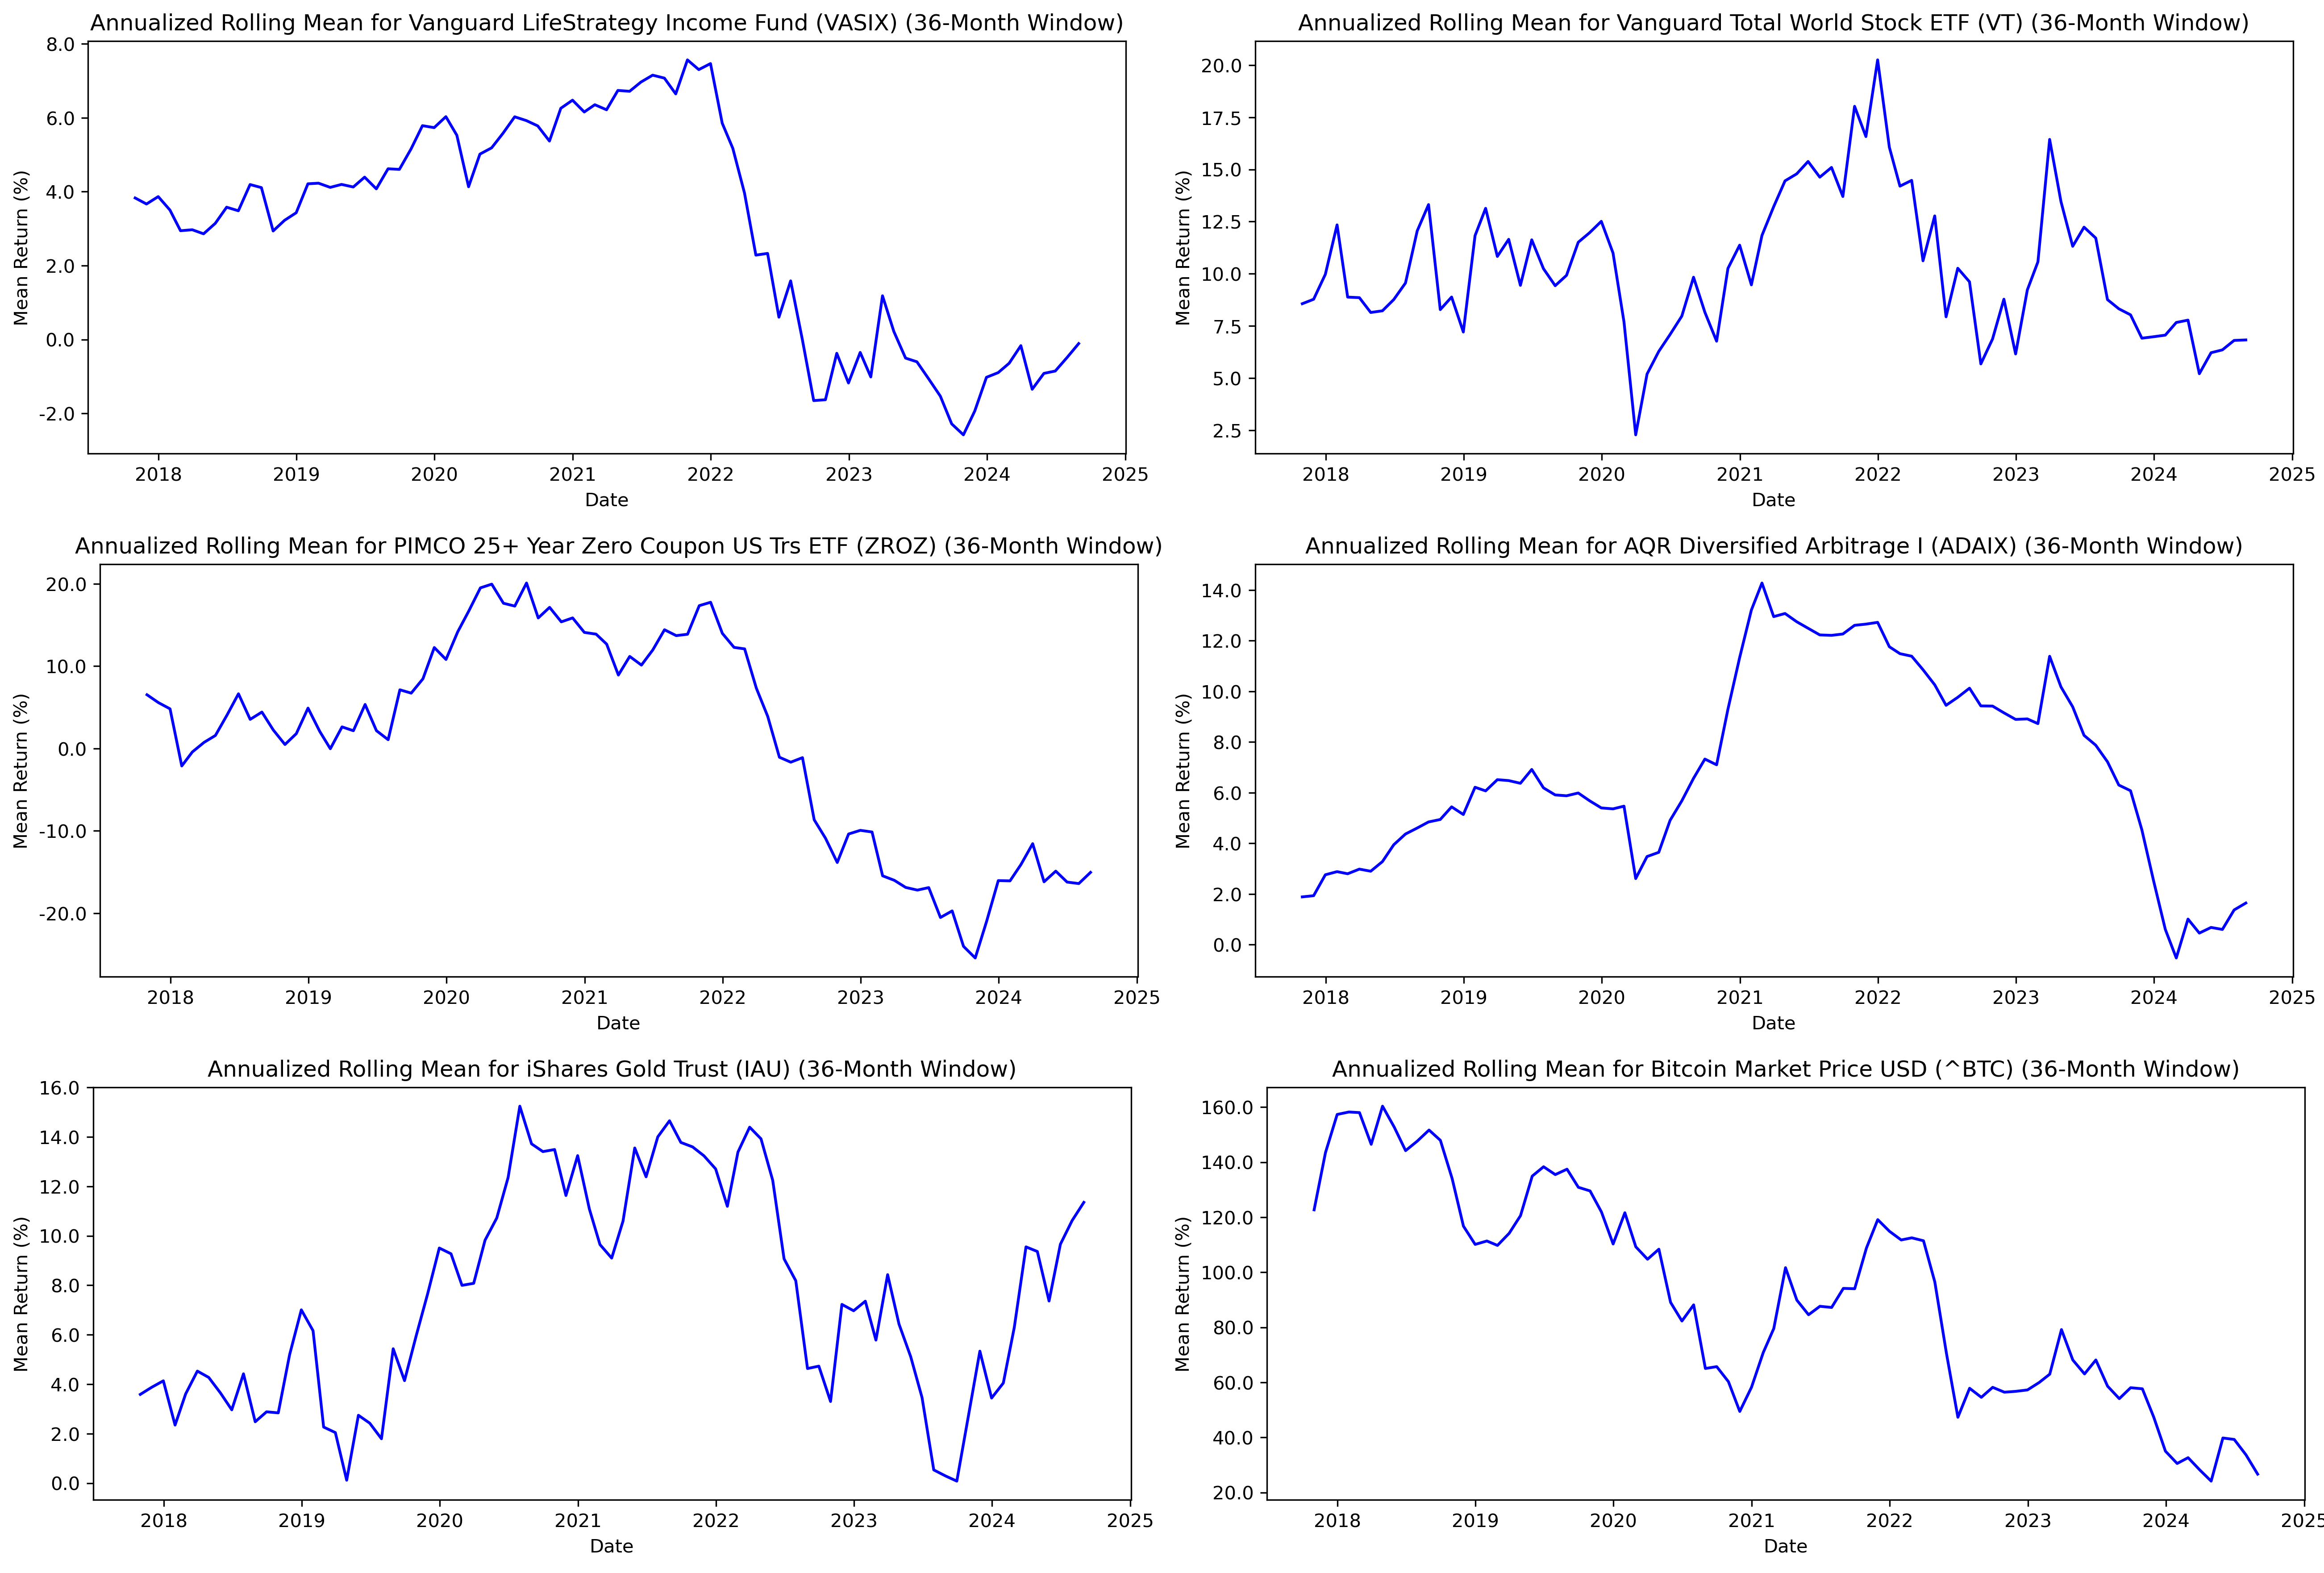 Annualized Rolling Mean for Vanguard LifeStrategy Income Fund (VASIX) (36-Month Window)
8.0
6.0
4.0
2.0
0.0
-2.0
Mean Return (%)
2018 2019 2020 2021 2022 2023 2024 2025
Date
Annualized Rolling Mean for Vanguard Total World Stock ETF (VT) (36-Month Window)
20.0
17.5
15.0
12.5
10.0
7.5
5.0
2.5
Mean Return (%)
2018 2019 2020 2021 2022 2023 2024 2025
Date
Annualized Rolling Mean for PIMCO 25+ Year Zero Coupon US Trs ETF (ZROZ) (36-Month Window)
20.0
10.0
0.0
-10.0
-20.0
Mean Return (%)
2018 2019 2020 2021 2022 2023 2024 2025
Date
Annualized Rolling Mean for AQR Diversified Arbitrage I (ADAIX) (36-Month Window)
14.0
12.0
10.0
8.0
6.0
4.0
2.0
0.0
Mean Return (%)
2018 2019 2020 2021 2022 2023 2024 2025
Date
Annualized Rolling Mean for iShares Gold Trust (IAU) (36-Month Window)
16.0
14.0
12.0
10.0
8.0
6.0
4.0
2.0
0.0
Mean Return (%)
2018 2019 2020 2021 2022 2023 2024 2025
Date
Annualized Rolling Mean for Bitcoin Market Price USD (^BTC) (36-Month Window)
160.0
140.0
120.0
100.0
80.0
60.0
40.0
20.0
Mean Return (%)
2018 2019 2020 2021 2022 2023 2024 2025
Date